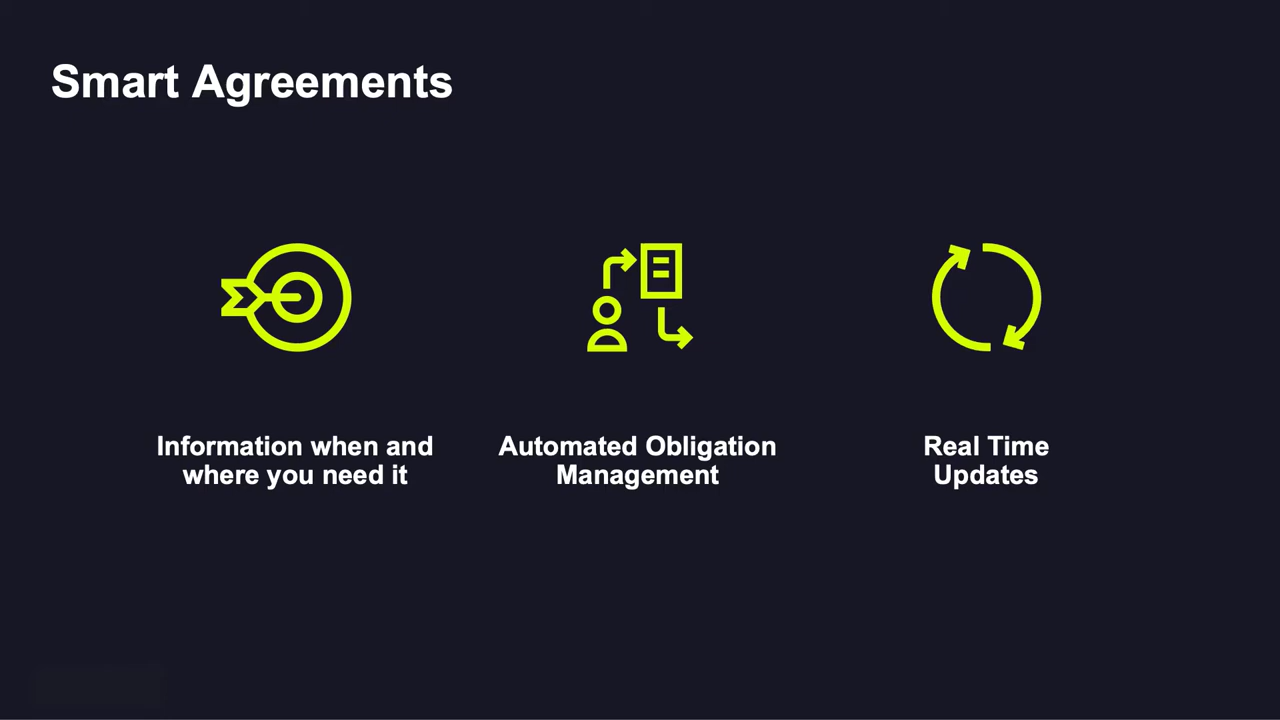 Smart Agreements
Information when and
where you need it
Automated Obligation
Management
Real Time
Updates